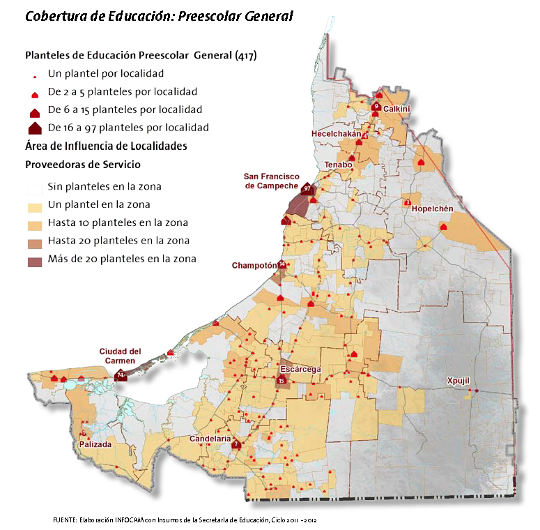 Cobertura de Educación: Preescolar General
Planteles de Educación Preescolar General (417)
Un plantel por localidad
De 2 a 5 planteles por localidad
De 6 a 15 planteles por localidad
De 16 a 97 planteles por localidad
Área de Influencia de Localidades
Proveedoras de Servicio
Sin planteles en la zona
Un plantel en la zona
Hasta 10 planteles en la zona
Hasta 20 planteles en la zona
Más de 20 planteles en la zona
Calkiní
Hecelchakán
Tenabo
San Francisco
de Campeche
97
Hopelchén
Champotón
Ciudad del
Carmen
Escárcega
15
Xpujil
Candelaria
Palizada
FUENTE: Elaboración INFOCAM con Insumos de la Secretaría de Educación, Ciclo 2011 - 2012